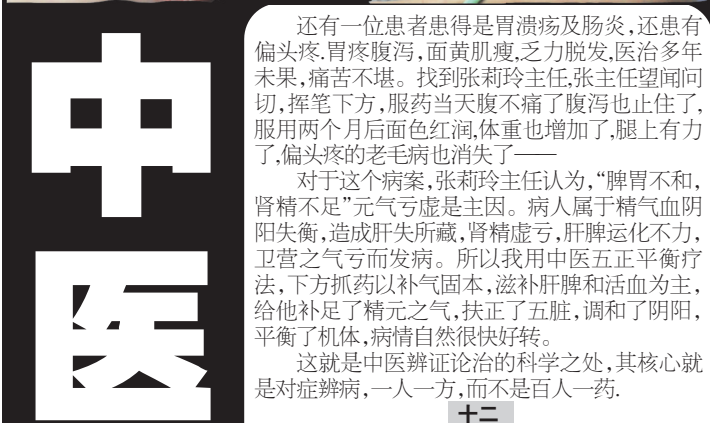 中医
还有一位患者患得是胃溃疡及肠炎,还患有
偏头疼.胃疼腹泻,面黄肌瘦,乏力脱发,医治多年
未果,痛苦不堪。找到张莉玲主任,张主任望闻问
切,挥笔下方,服药当天腹不痛了腹泻也止住了,
服用两个月后面色红润,体重也增加了,腿上有力
了,偏头疼的老毛病也消失了——
对于这个病案,张莉玲主任认为,“脾胃不和,
肾精不足”元气亏虚是主因。病人属于精气血阴
阳失衡,造成肝失所藏,肾精虚亏,肝脾运化不力,
卫营之气亏而发病。所以我用中医五正平衡疗
法,下方抓药以补气固本,滋补肝脾和活血为主,
给他补足了精元之气,扶正了五脏,调和了阴阳,
平衡了机体,病情自然很快好转。
这就是中医辨证论治的科学之处,其核心就
是对症辨病,一人一方,而不是百人一药.
十二